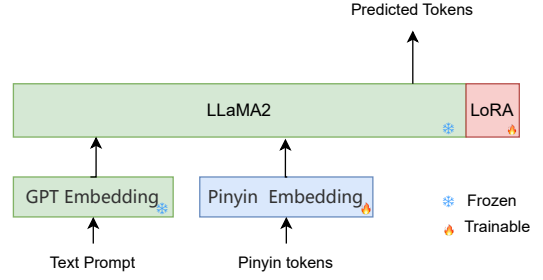 Predicted Tokens
LLaMA2
LoRA
GPT Embedding
Pinyin Embedding
Frozen
Trainable
Text Prompt
Pinyin tokens